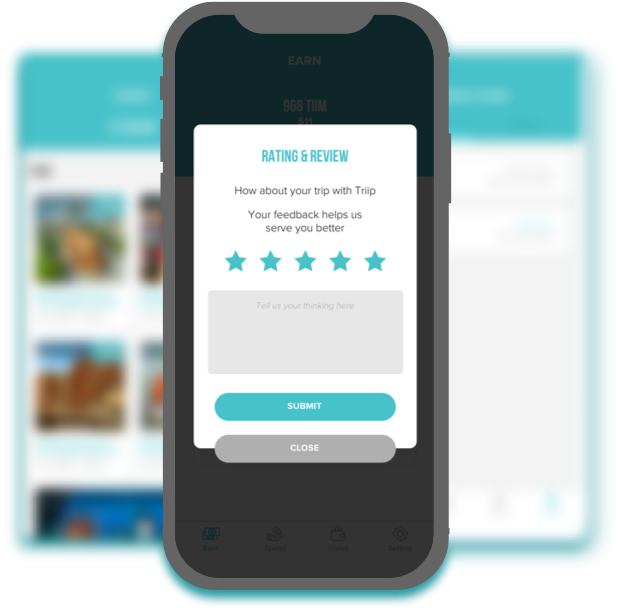 EARN
968 TIIM
$11
RATING & REVIEW
How about your trip with Triip
Your feedback helps us
serve you better
Tell us your thinking here
SUBMIT
CLOSE
Earn
Spend
Wallet
Setting